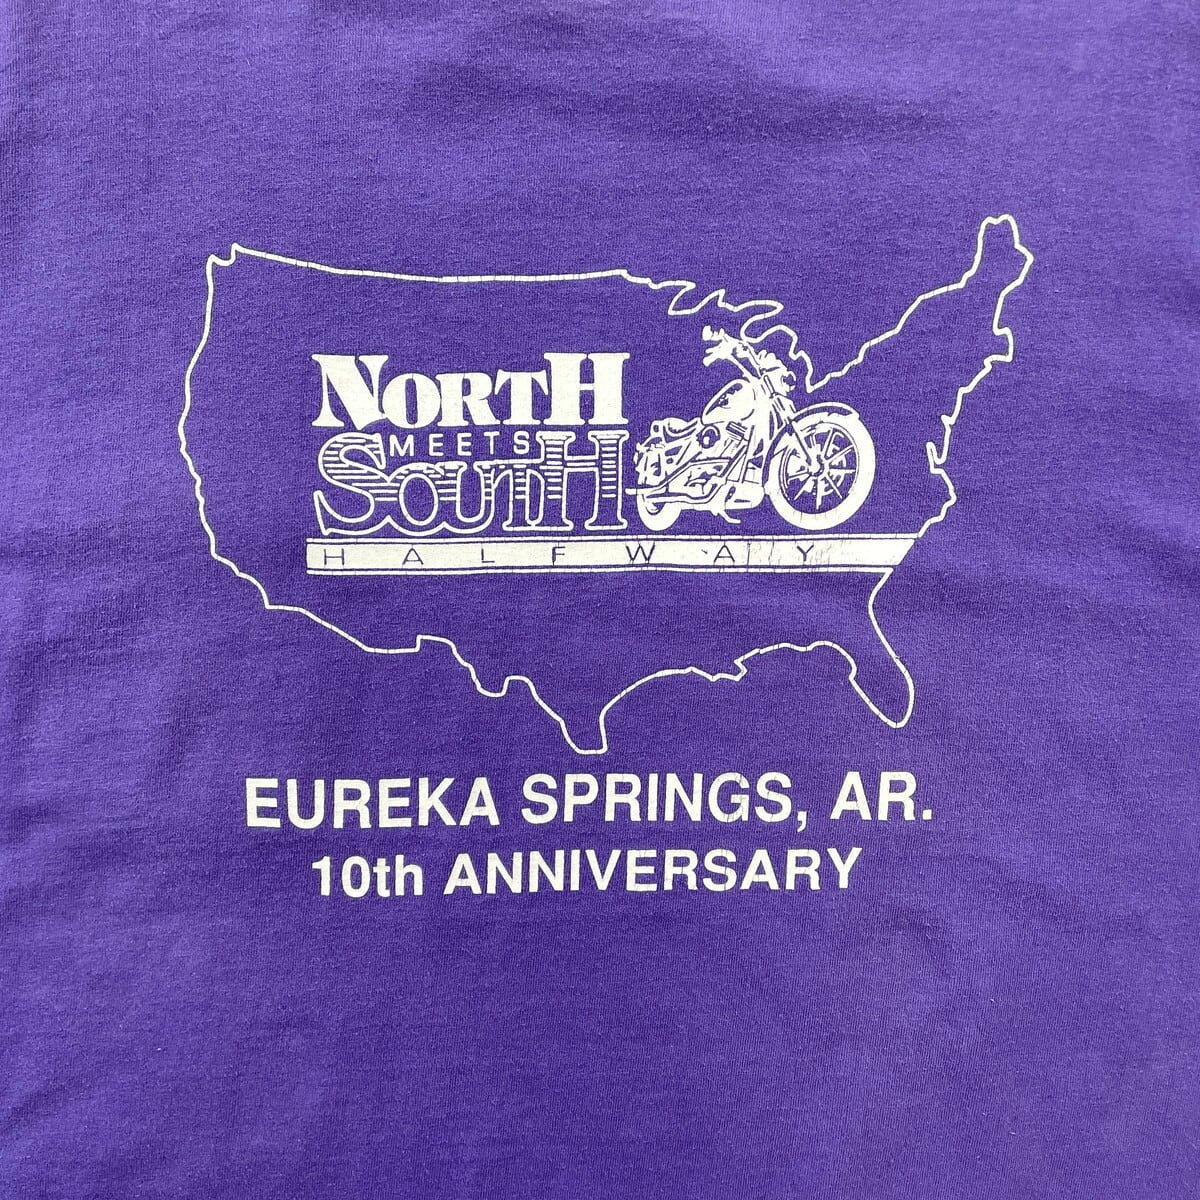 NORTH
MEETS
SOUTH
HALFWAY
EUREKA SPRINGS, AR.
10th ANNIVERSARY